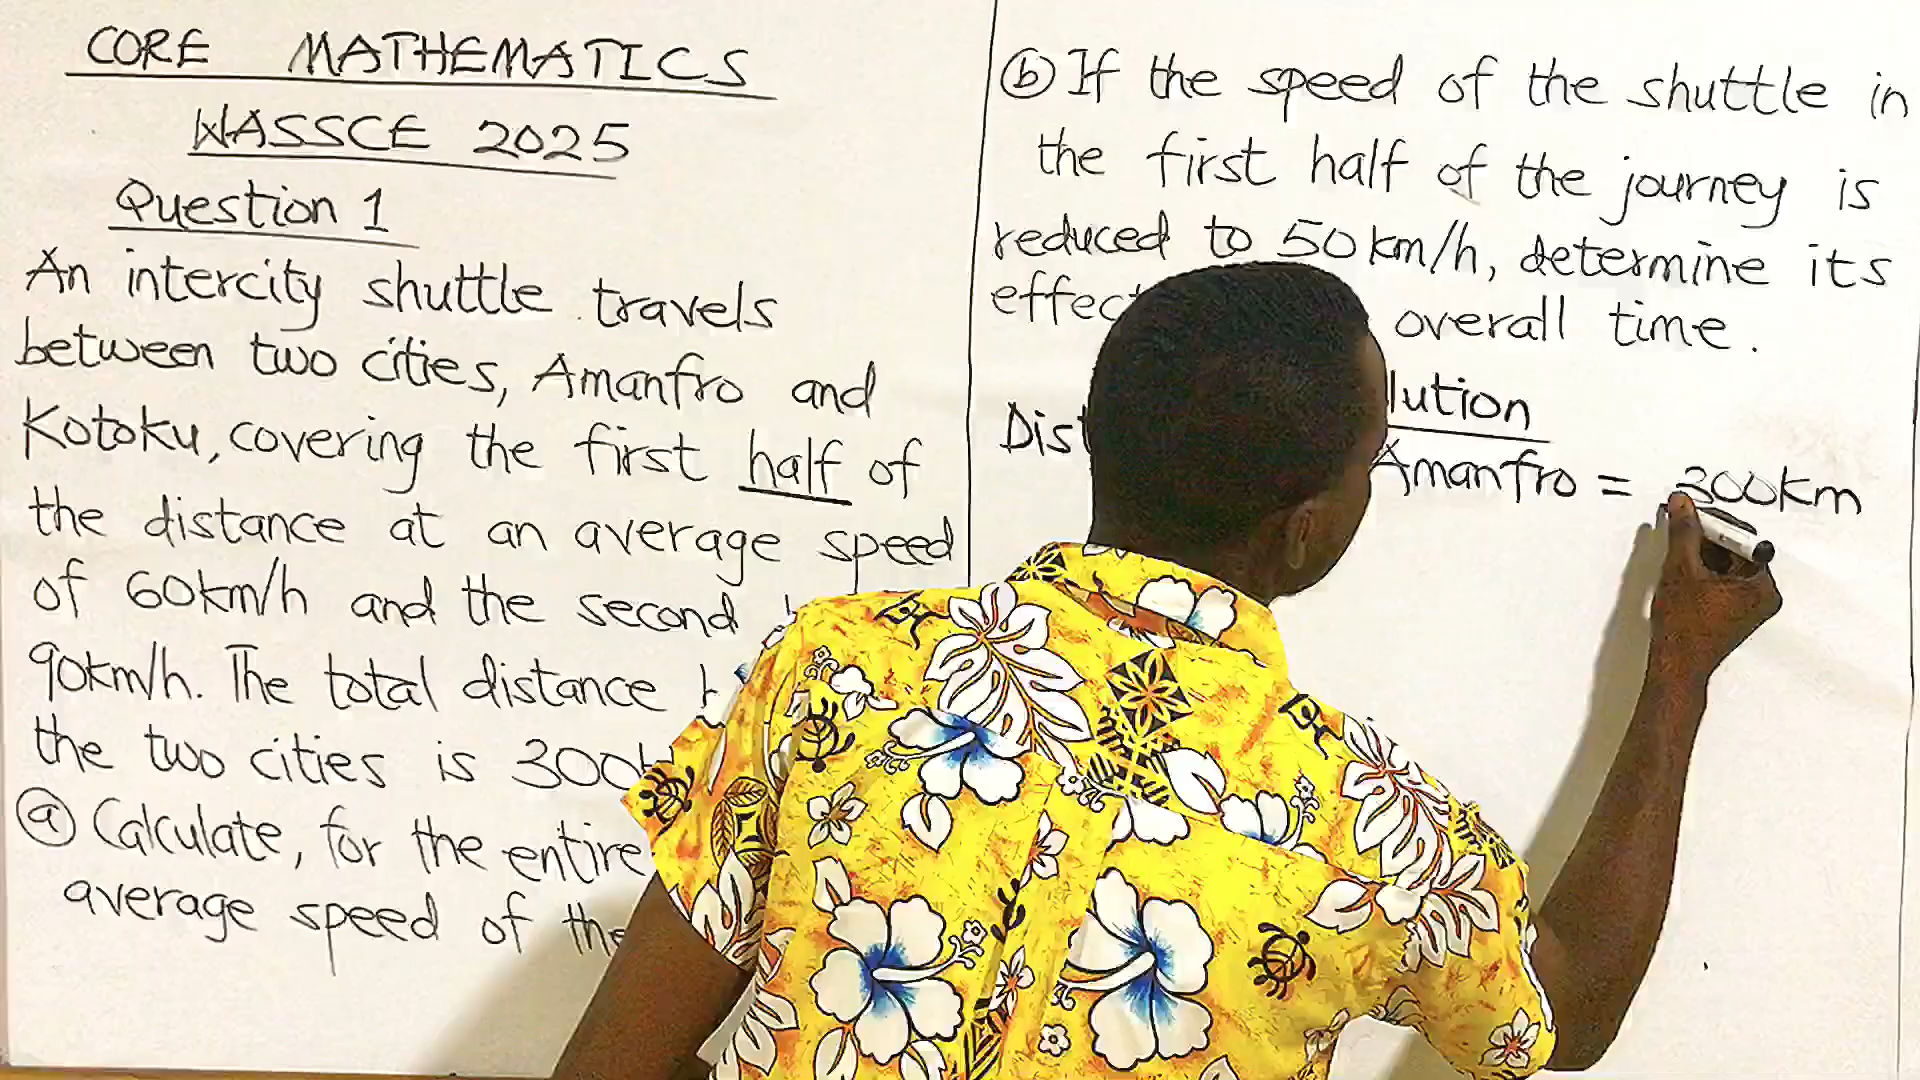 CORE MATHEMATICS
WASSCE 2025
Question 1
An intercity shuttle travels
between two cities, Amanfro and
Kotoku, covering the first half of
the distance at an average speed
of 60km/h and the second
90km/h. The total distance
the two cities is 300
ⓐ Calculate, for the entire
average speed of the
ⓑ If the speed of the shuttle in
the first half of the journey is
reduced to 50km/h, determine its
overall time.
Amanfro = 300km